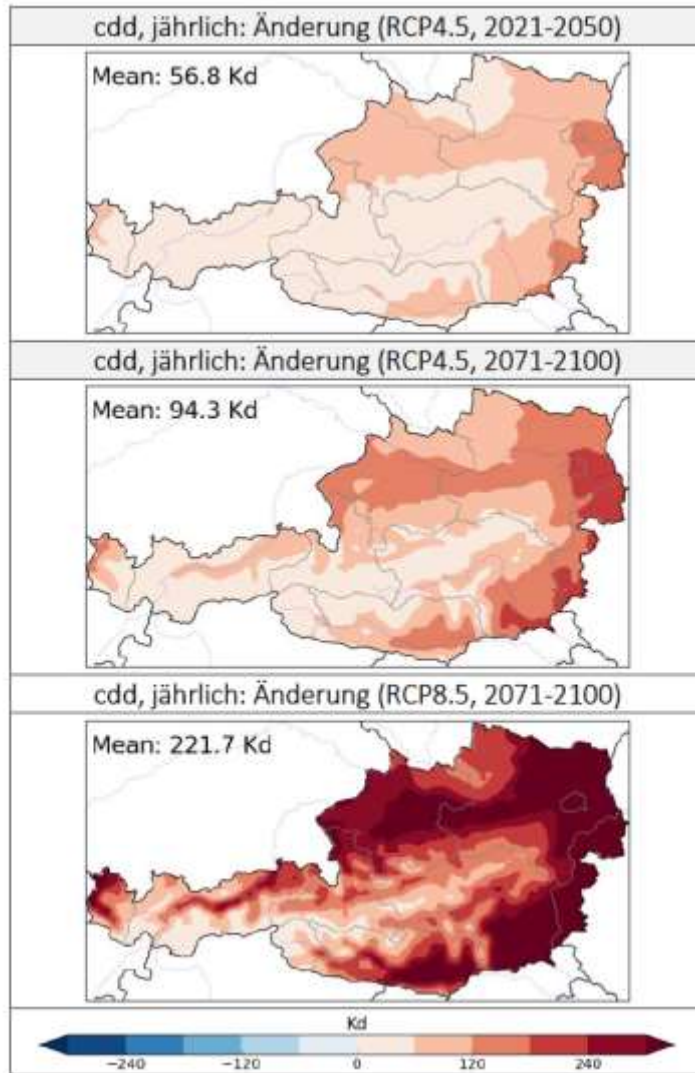 cdd, jährlich: Änderung (RCP4.5, 2021-2050)
Mean: 56.8 Kd
cdd, jährlich: Änderung (RCP4.5, 2071-2100)
Mean: 94.3 Kd
cdd, jährlich: Änderung (RCP8.5, 2071-2100)
Mean: 221.7 Kd
Kd
−240 −120 0 120 240